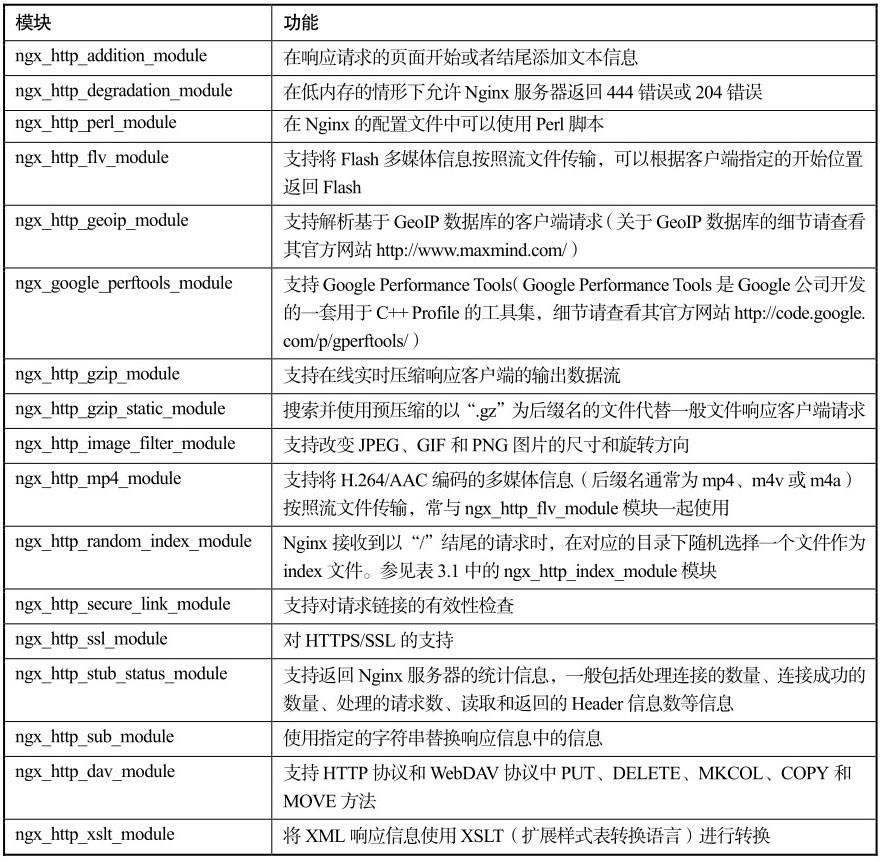 模块 功能
ngx_http_addition_module 在响应请求的页面开始或者结尾添加文本信息
ngx_http_degradation_module 在低内存的情形下允许 Nginx 服务器返回 444 错误或 204 错误
ngx_http_perl_module 在 Nginx 的配置文件中可以使用 Perl 脚本
ngx_http_flv_module 支持将 Flash 多媒体信息按照流文件传输，可以根据客户端指定的开始位置
返回 Flash
ngx_http_geoip_module 支持解析基于 GeoIP 数据库的客户端请求（关于 GeoIP 数据库的细节请查看
其官方网站 http://www.maxmind.com/）
ngx_google_perftools_module 支持 Google Performance Tools（Google Performance Tools 是 Google 公司开发
的一套用于 C++ Profile 的工具集，细节请查看其官方网站 http://code.google.
com/p/gperftools/）
ngx_http_gzip_module 支持在线实时压缩响应客户端的输出数据流
ngx_http_gzip_static_module 搜索并使用预压缩的以“.gz”为后缀名的文件代替一般文件响应客户端请求
ngx_http_image_filter_module 支持改变 JPEG、GIF 和 PNG 图片的尺寸和旋转方向
ngx_http_mp4_module 支持将 H.264/AAC 编码的多媒体信息（后缀名通常为 mp4、m4v 或 m4a）
按照流文件传输，常与 ngx_http_flv_module 模块一起使用
ngx_http_random_index_module Nginx 接收到以“/”结尾的请求时，在对应的目录下随机选择一个文件作为
index 文件。参见表 3.1 中的 ngx_http_index_module 模块
ngx_http_secure_link_module 支持对请求链接的有效性检查
ngx_http_ssl_module 对 HTTPS/SSL 的支持
ngx_http_stub_status_module 支持返回 Nginx 服务器的统计信息，一般包括处理连接的数量、连接成功的
数量、处理的请求数、读取和返回的 Header 信息数等信息
ngx_http_sub_module 使用指定的字符串替换响应信息中的信息
ngx_http_dav_module 支持 HTTP 协议和 WebDAV 协议中 PUT、DELETE、MKCOL、COPY 和
MOVE 方法
ngx_http_xslt_module 将 XML 响应信息使用 XSLT（扩展样式表转换语言）进行转换